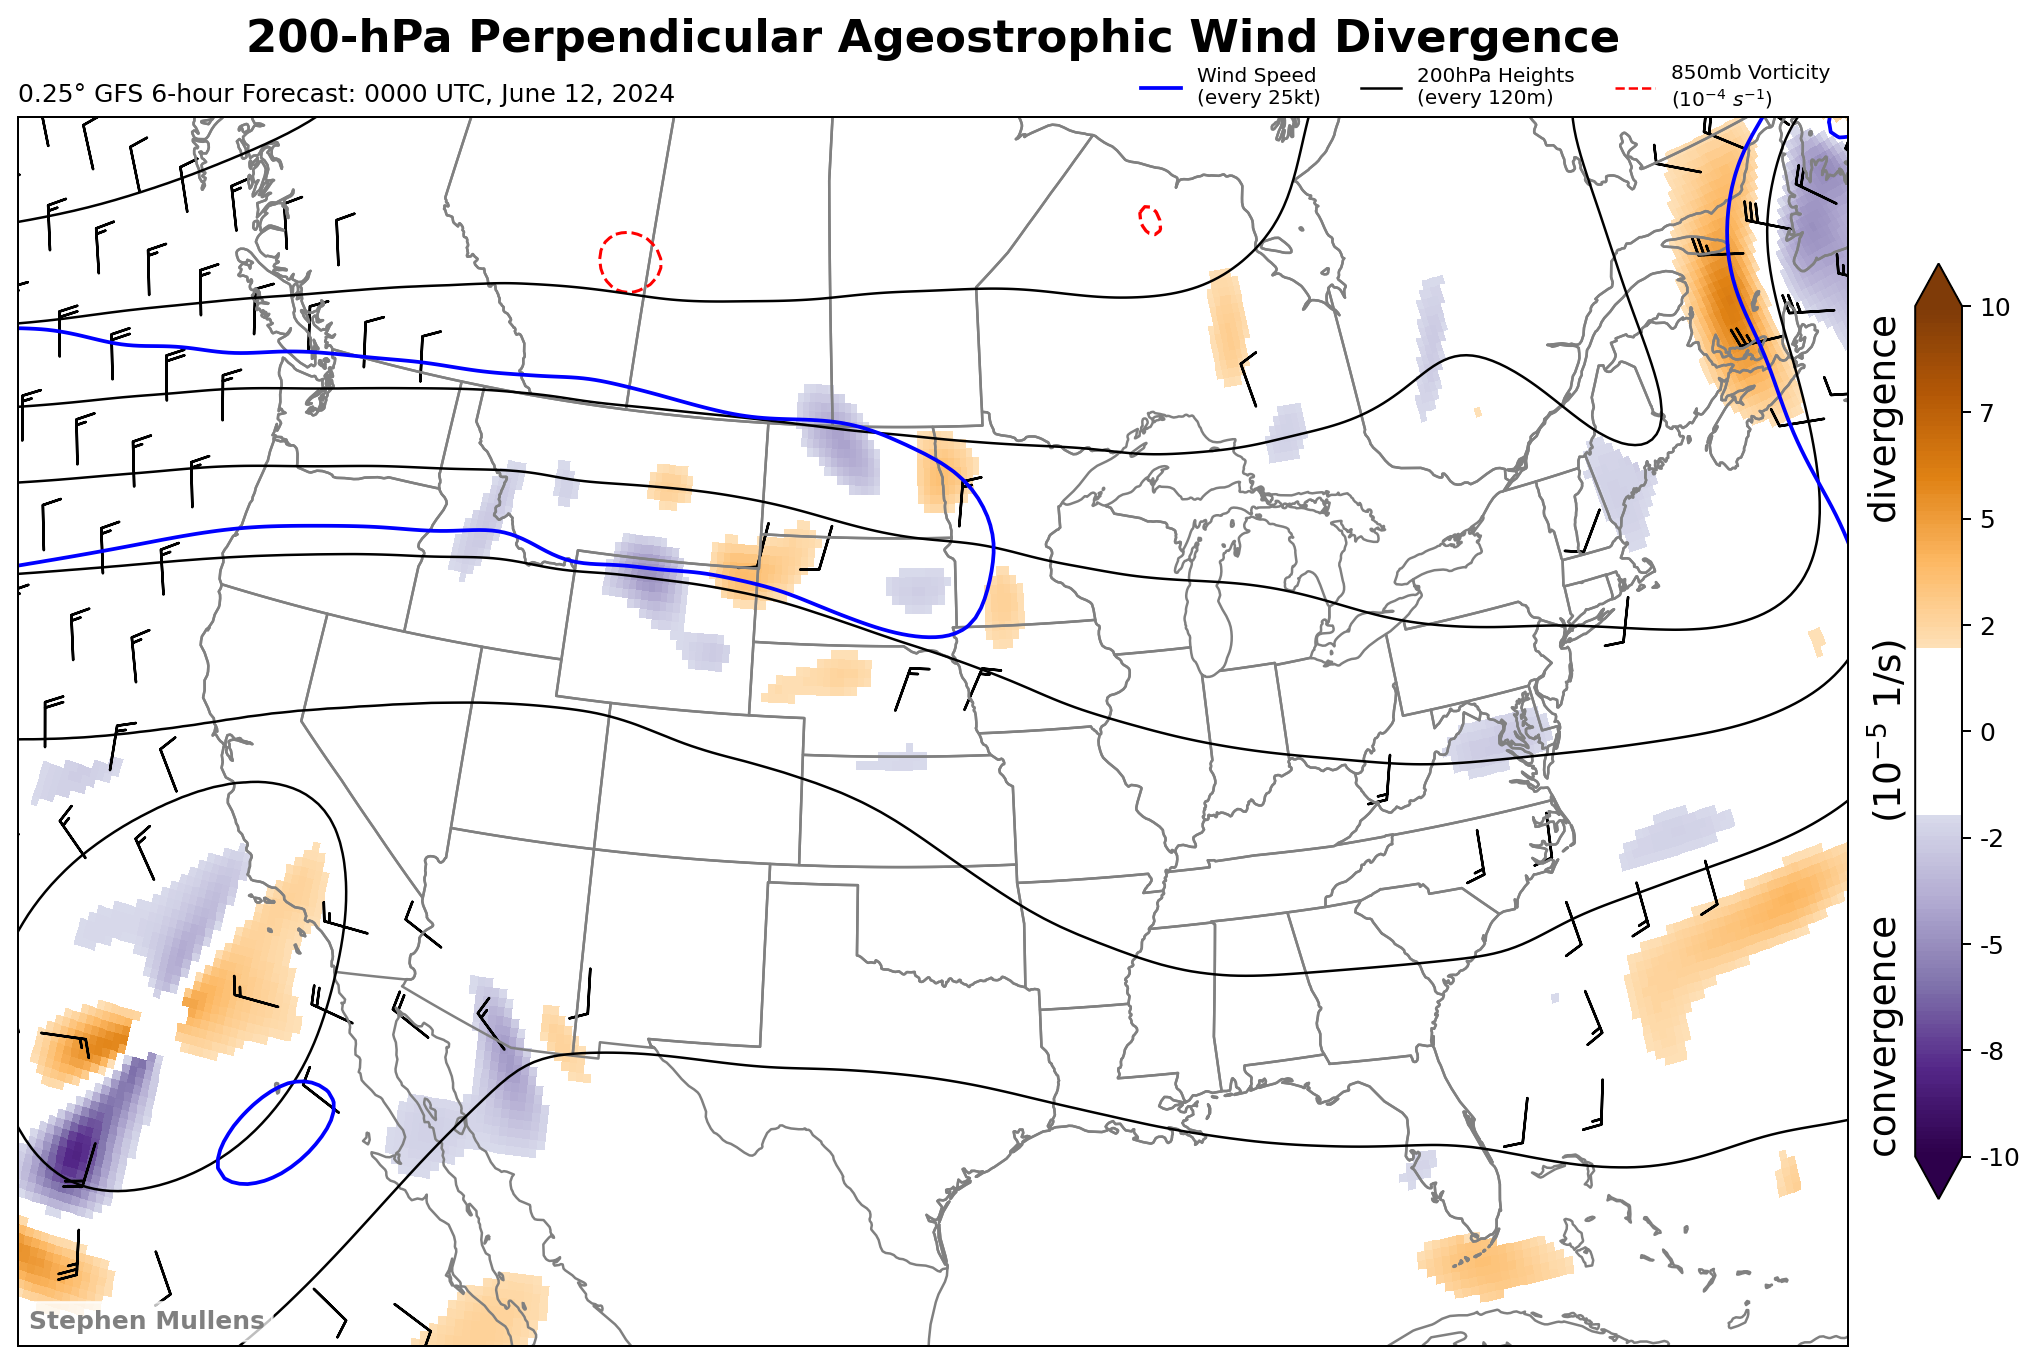 200-hPa Perpendicular Ageostrophic Wind Divergence
0.25° GFS 6-hour Forecast: 0000 UTC, June 12, 2024
Wind Speed
(every 25kt)
200hPa Heights
(every 120m)
850mb Vorticity
(10⁻⁴ s⁻¹)
10
7
5
2
0
-2
-5
-8
-10
convergence (10⁻⁵ 1/s) divergence
Stephen Mullens